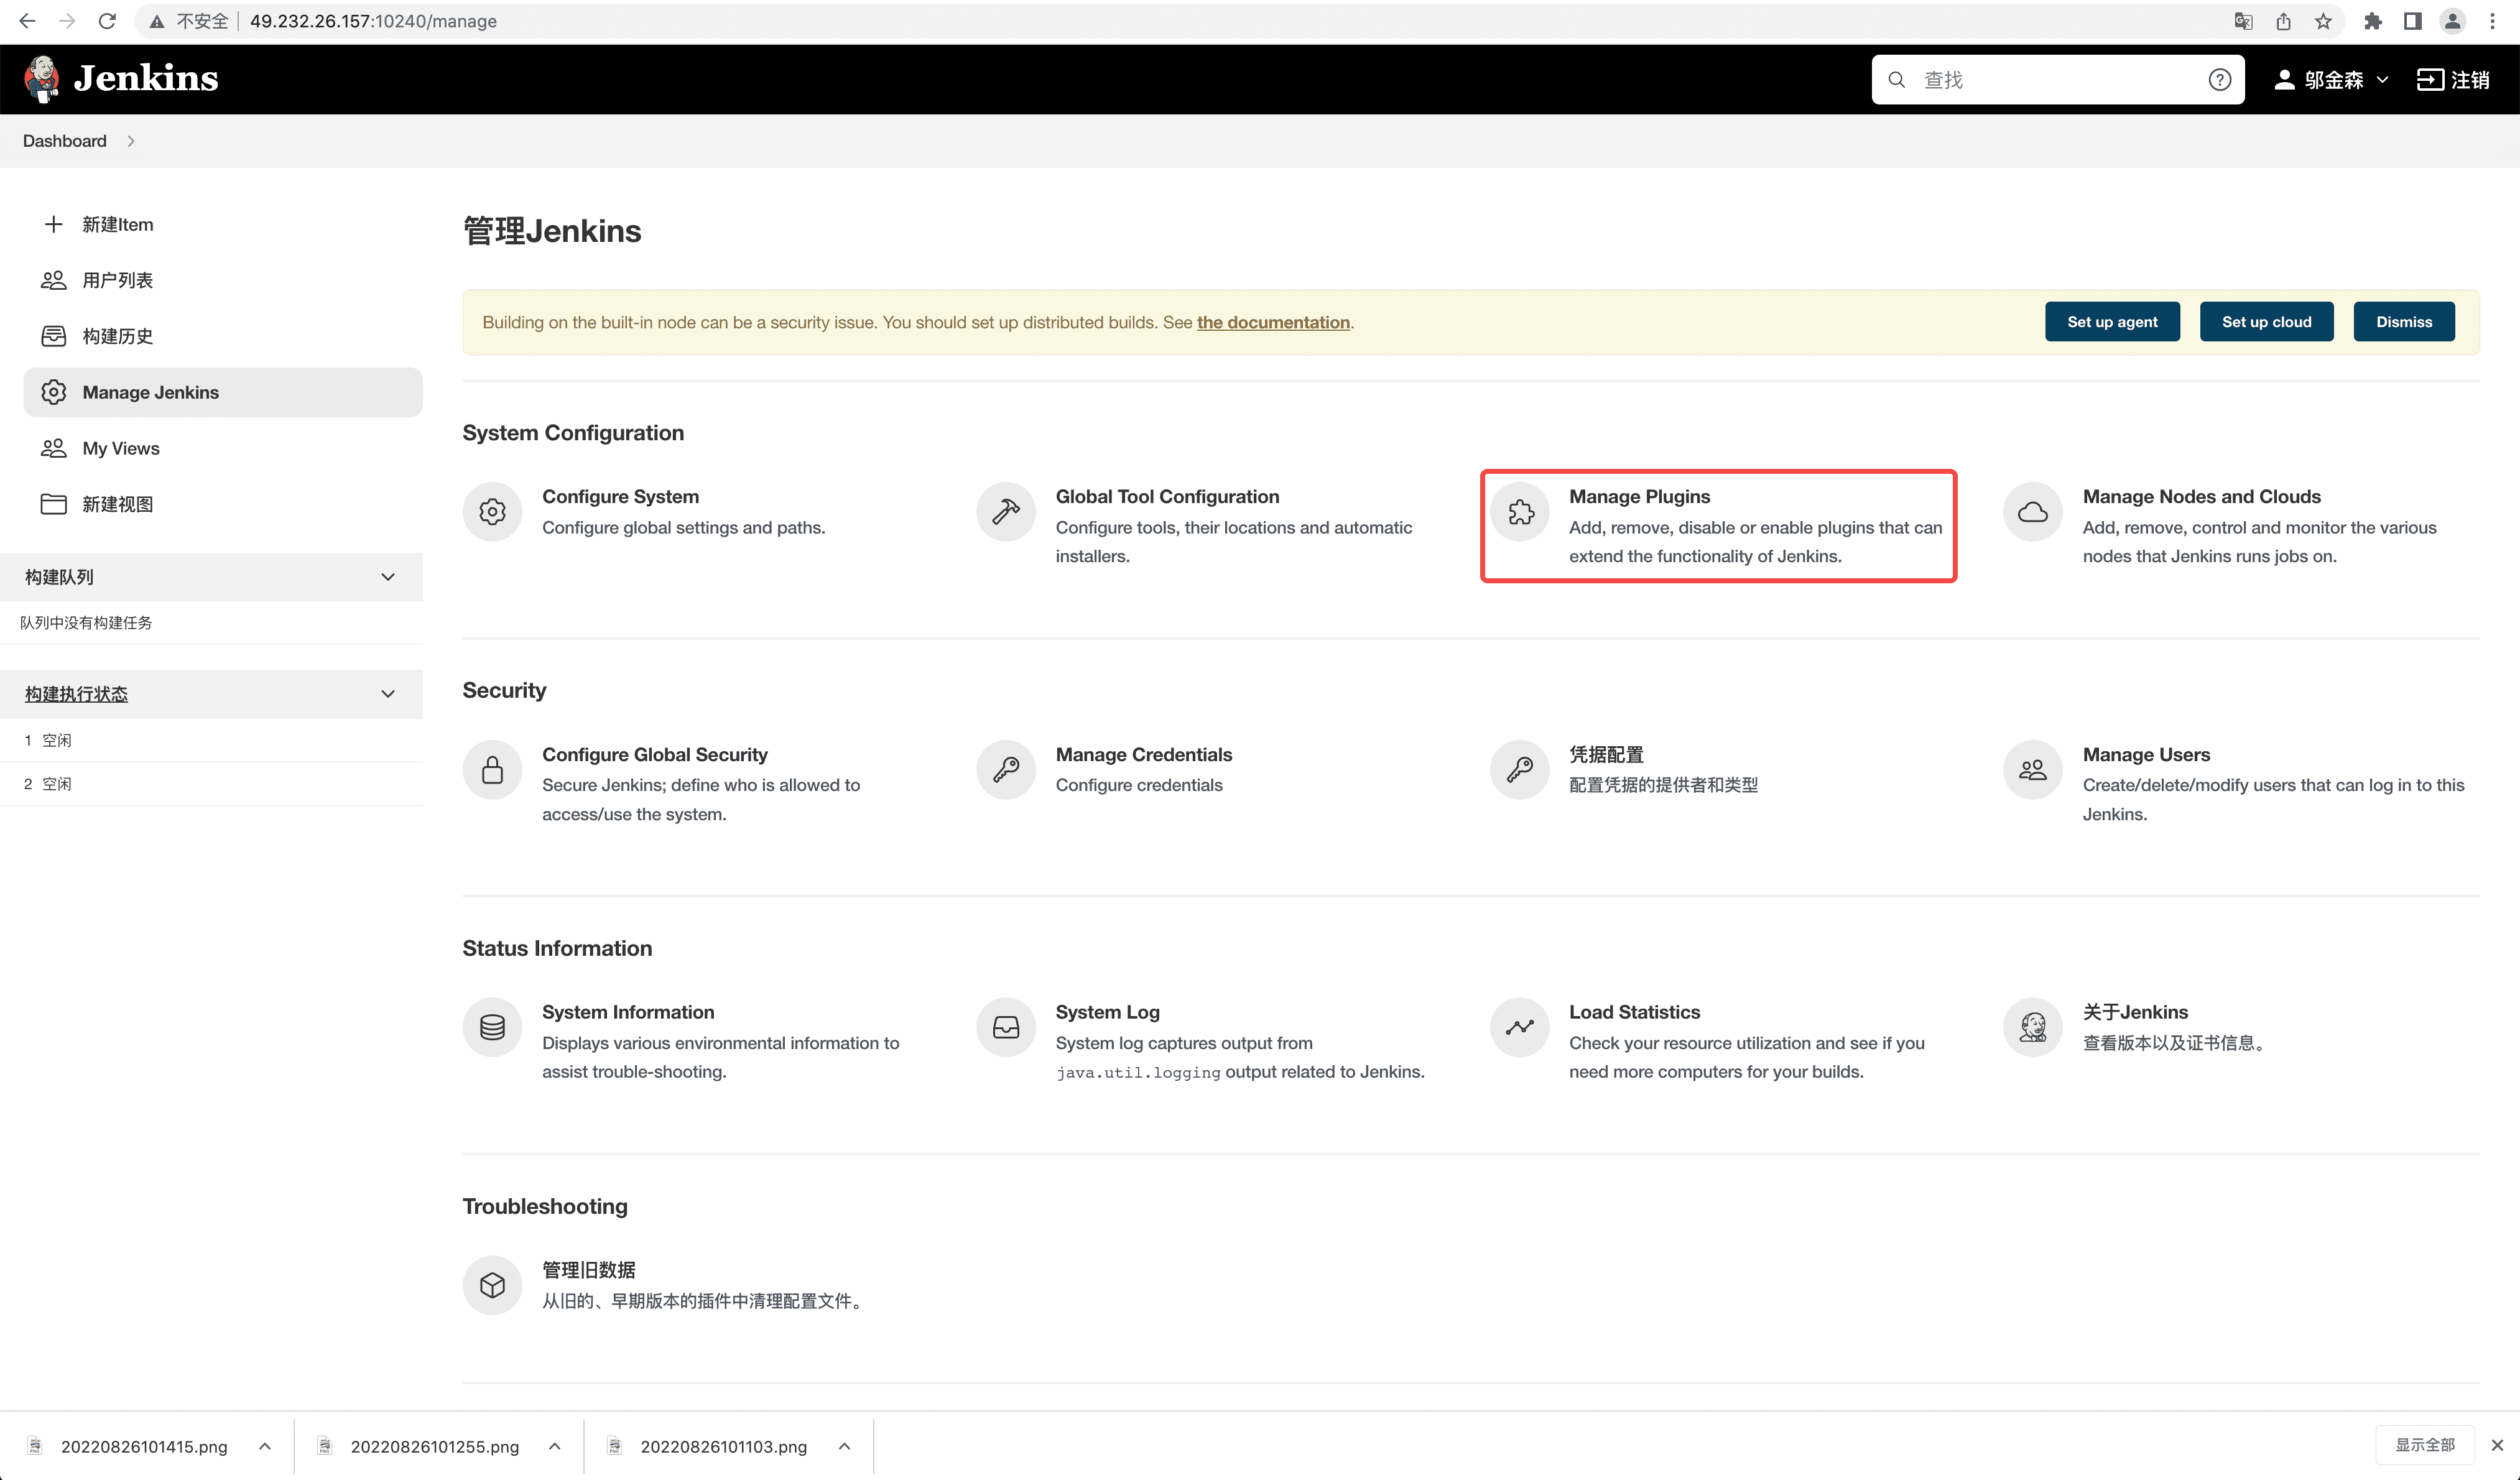 不安全 49.232.26.157:10240/manage
Jenkins
查找
邬金森
注销
Dashboard
新建Item
用户列表
构建历史
Manage Jenkins
My Views
新建视图
构建队列
队列中没有构建任务
构建执行状态
1 空闲
2 空闲
管理Jenkins
Building on the built-in node can be a security issue. You should set up distributed builds. See the documentation.
Set up agent
Set up cloud
Dismiss
System Configuration
Configure System
Configure global settings and paths.
Global Tool Configuration
Configure tools, their locations and automatic
installers.
Manage Plugins
Add, remove, disable or enable plugins that can
extend the functionality of Jenkins.
Manage Nodes and Clouds
Add, remove, control and monitor the various
nodes that Jenkins runs jobs on.
Security
Configure Global Security
Secure Jenkins; define who is allowed to
access/use the system.
Manage Credentials
Configure credentials
凭据配置
配置凭据的提供者和类型
Manage Users
Create/delete/modify users that can log in to this
Jenkins.
Status Information
System Information
Displays various environmental information to
assist trouble-shooting.
System Log
System log captures output from
java.util.logging output related to Jenkins.
Load Statistics
Check your resource utilization and see if you
need more computers for your builds.
关于Jenkins
查看版本以及证书信息。
Troubleshooting
管理旧数据
从旧的、早期版本的插件中清理配置文件。
20220826101415.png
20220826101255.png
20220826101103.png
显示全部